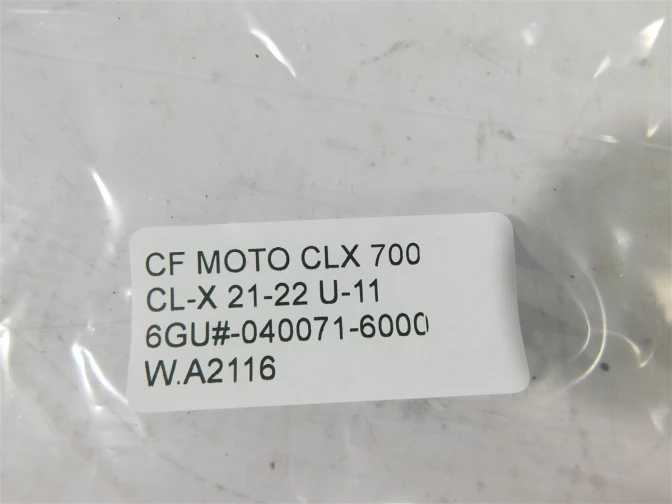 CF MOTO CLX 700
CL-X 21-22 U-11
6GU#-040071-6000
W.A2116